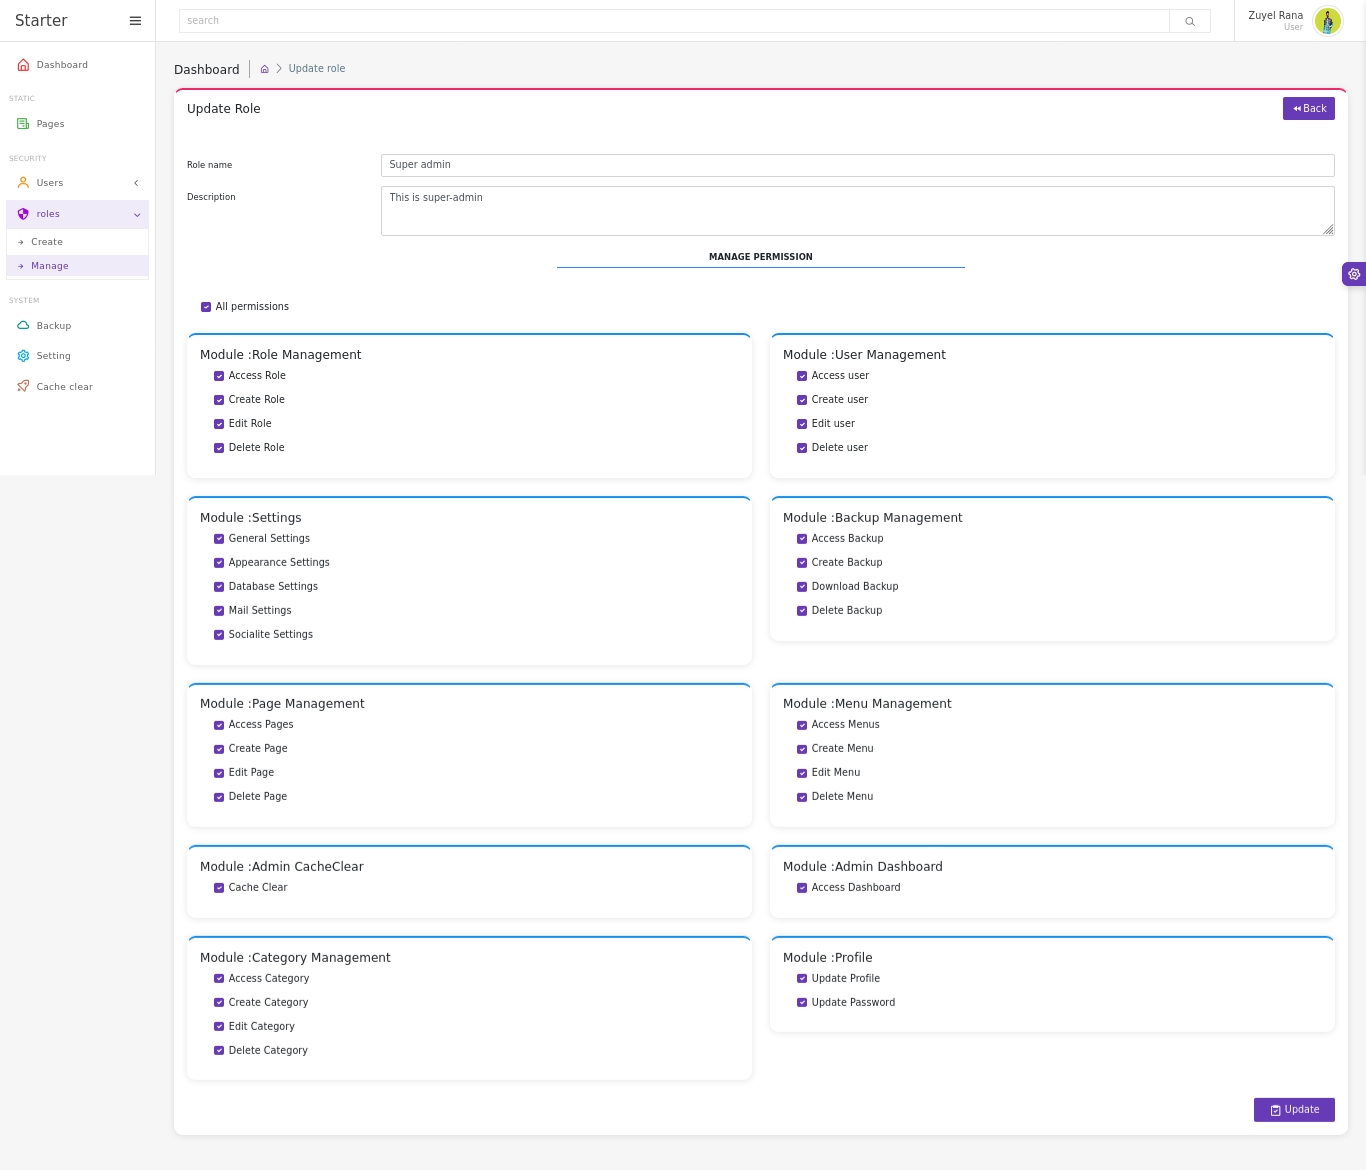 Starter
search
Zuyel Rana
User
Dashboard
STATIC
Pages
SECURITY
Users
roles
Create
Manage
SYSTEM
Backup
Setting
Cache clear
Dashboard
Update role
Update Role
Back
Role name
Super admin
Description
This is super-admin
MANAGE PERMISSION
All permissions
Module :Role Management
Access Role
Create Role
Edit Role
Delete Role
Module :User Management
Access user
Create user
Edit user
Delete user
Module :Settings
General Settings
Appearance Settings
Database Settings
Mail Settings
Socialite Settings
Module :Backup Management
Access Backup
Create Backup
Download Backup
Delete Backup
Module :Page Management
Access Pages
Create Page
Edit Page
Delete Page
Module :Menu Management
Access Menus
Create Menu
Edit Menu
Delete Menu
Module :Admin CacheClear
Cache Clear
Module :Admin Dashboard
Access Dashboard
Module :Category Management
Access Category
Create Category
Edit Category
Delete Category
Module :Profile
Update Profile
Update Password
Update